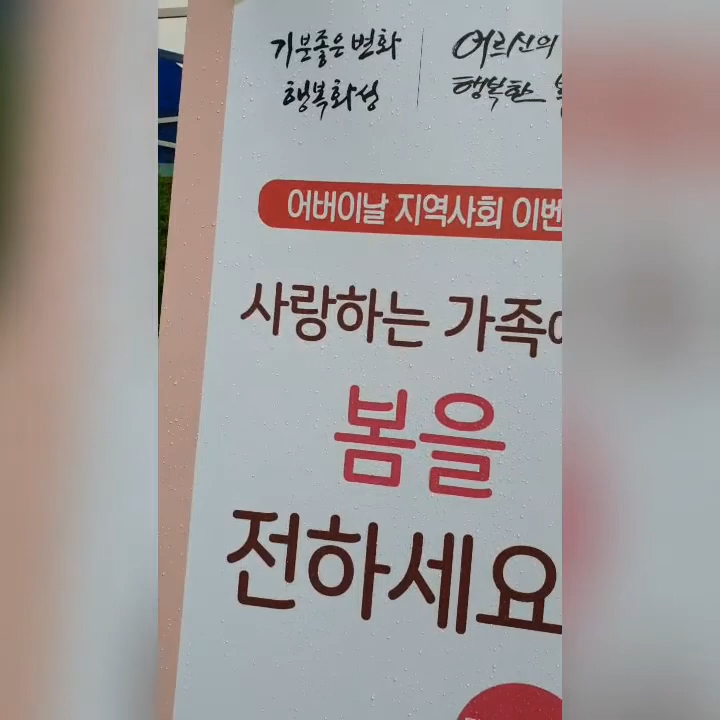 기분좋은변화
행복화성
어르신의
행복한
어버이날 지역사회 이벤
사랑하는 가족
봄을
전하세요